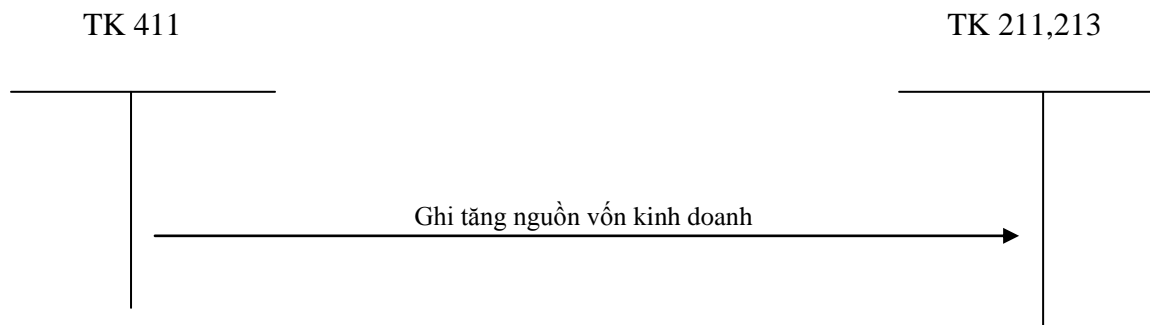 TK 411
TK 211,213
Ghi tăng nguồn vốn kinh doanh